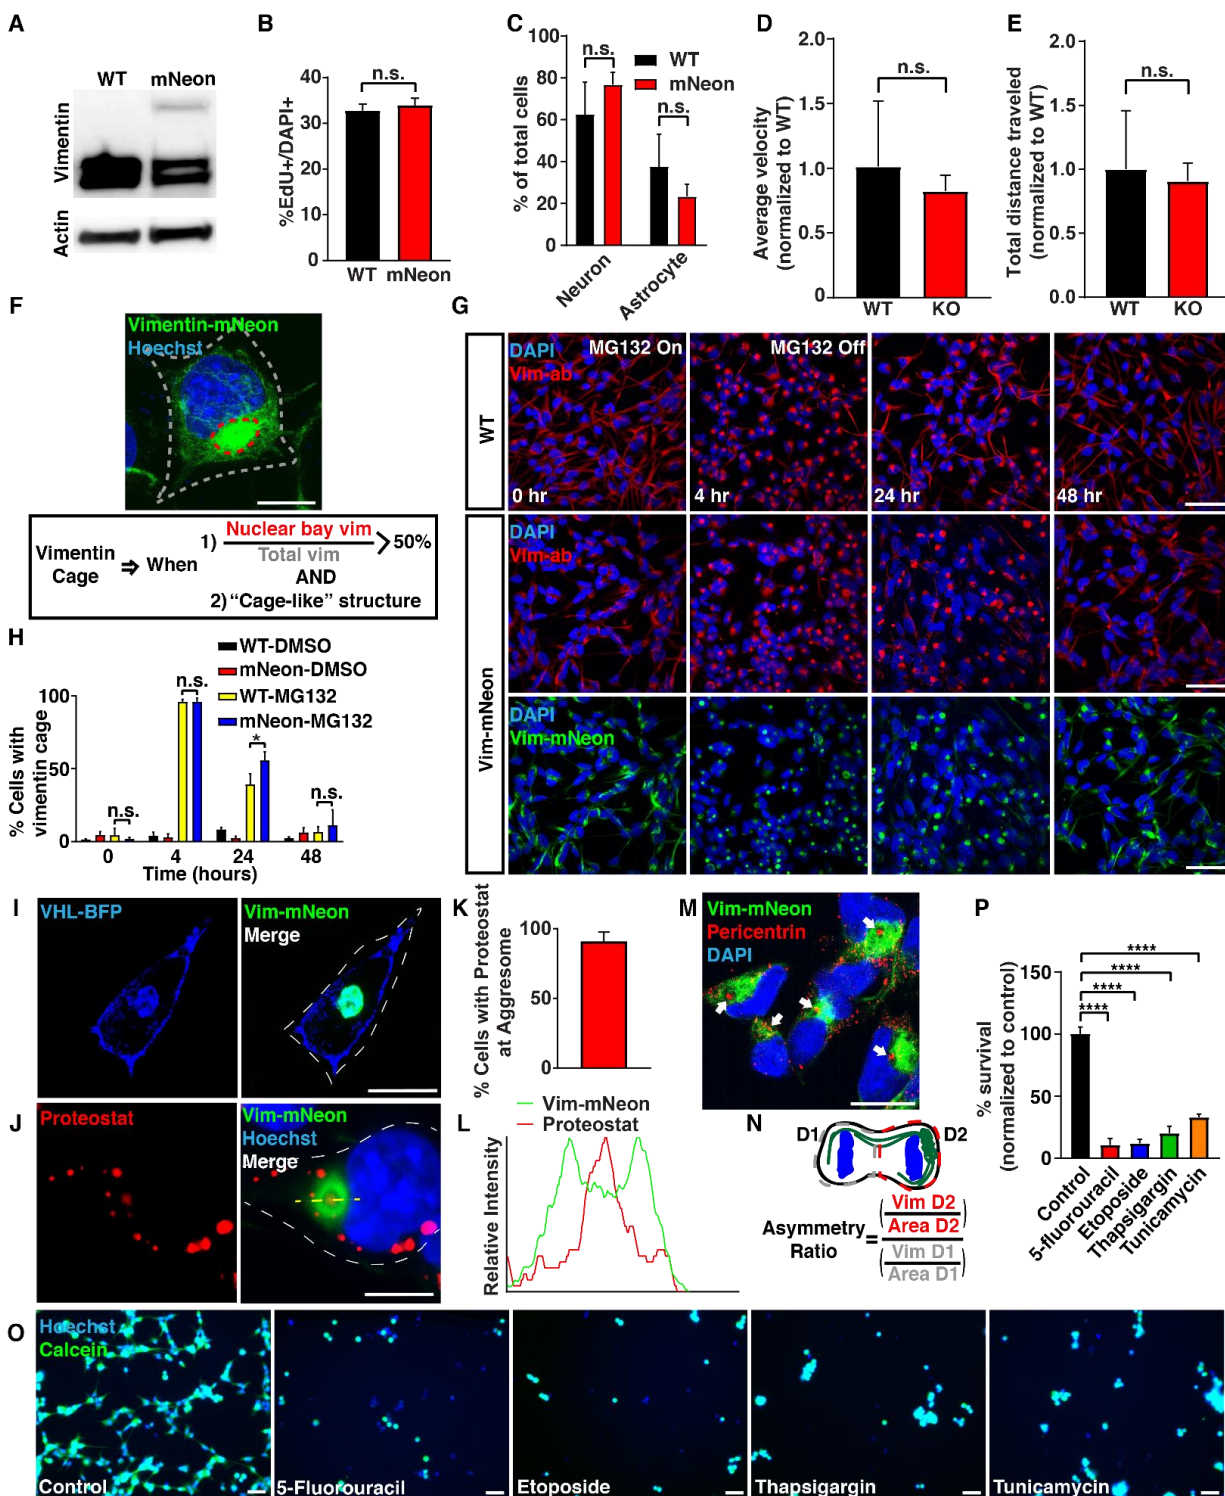 A
WT mNeon
Vimentin
Actin
B
%EdU+/DAPI+
40
30
20
10
0
n.s.
WT mNeon
C
% of total cells
100
80
60
40
20
0
n.s.
n.s.
WT
mNeon
Neuron
Astrocyte
D
Average velocity
(normalized to WT)
2.0
1.5
1.0
0.5
0
n.s.
WT KO
E
Total distance traveled
(normalized to WT)
2.0
1.5
1.0
0.5
0.0
n.s.
WT KO
F
Vimentin-mNeon
Hoechst
Vimentin
Cage
⇒ When
1) Nuclear bay vim
Total vim
>50%
AND
2) “Cage-like” structure
G
WT
DAPI
Vim-ab
MG132 On
MG132 Off
0 hr
4 hr
24 hr
48 hr
Vim-mNeon
DAPI
Vim-ab
DAPI
Vim-mNeon
H
WT-DMSO
mNeon-DMSO
WT-MG132
mNeon-MG132
% Cells with
vimentin cage
100
50
0
n.s.
n.s.
*
n.s.
0 4 24 48
Time (hours)
I
VHL-BFP
Vim-mNeon
Merge
J
Proteostat
Vim-mNeon
Hoechst
Merge
K
% Cells with Proteostat
at Aggresome
100
50
0
L
Vim-mNeon
Proteostat
Relative Intensity
M
Vim-mNeon
Pericentrin
DAPI
N
D1
D2
Asymmetry
Ratio
=
(Vim D2
Area D2)
(Vim D1
Area D1)
P
% survival
(normalized to control)
150
100
50
0
****
****
****
****
Control
5-fluorouracil
Etoposide
Thapsigargin
Tunicamycin
O
Hoechst
Calcein
Control
5-Fluorouracil
Etoposide
Thapsigargin
Tunicamycin